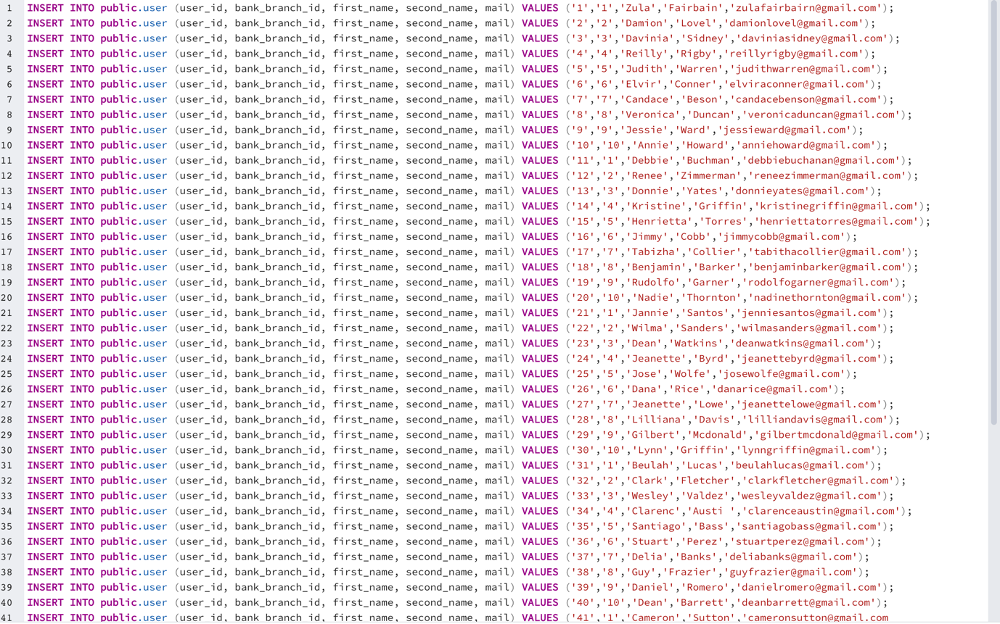 1 INSERT INTO public.user (user_id, bank_branch_id, first_name, second_name, mail) VALUES ('1','1','Zula','Fairbain','zulafairbairn@gmail.com');
2 INSERT INTO public.user (user_id, bank_branch_id, first_name, second_name, mail) VALUES ('2','2','Damion','Lovel','damionlovel@gmail.com');
3 INSERT INTO public.user (user_id, bank_branch_id, first_name, second_name, mail) VALUES ('3','3','Davinia','Sidney','daviniasidney@gmail.com');
4 INSERT INTO public.user (user_id, bank_branch_id, first_name, second_name, mail) VALUES ('4','4','Reilly','Rigby','reillyrigby@gmail.com');
5 INSERT INTO public.user (user_id, bank_branch_id, first_name, second_name, mail) VALUES ('5','5','Judith','Warren','judithwarren@gmail.com');
6 INSERT INTO public.user (user_id, bank_branch_id, first_name, second_name, mail) VALUES ('6','6','Elvir','Conner','elviraconner@gmail.com');
7 INSERT INTO public.user (user_id, bank_branch_id, first_name, second_name, mail) VALUES ('7','7','Candace','Beson','candacebenson@gmail.com');
8 INSERT INTO public.user (user_id, bank_branch_id, first_name, second_name, mail) VALUES ('8','8','Veronica','Duncan','veronicaduncan@gmail.com');
9 INSERT INTO public.user (user_id, bank_branch_id, first_name, second_name, mail) VALUES ('9','9','Jessie','Ward','jessieward@gmail.com');
10 INSERT INTO public.user (user_id, bank_branch_id, first_name, second_name, mail) VALUES ('10','10','Annie','Howard','anniehoward@gmail.com');
11 INSERT INTO public.user (user_id, bank_branch_id, first_name, second_name, mail) VALUES ('11','1','Debbie','Buchman','debbiebuchanan@gmail.com');
12 INSERT INTO public.user (user_id, bank_branch_id, first_name, second_name, mail) VALUES ('12','2','Renee','Zimmerman','reneezimmerman@gmail.com');
13 INSERT INTO public.user (user_id, bank_branch_id, first_name, second_name, mail) VALUES ('13','3','Donnie','Yates','donnieyates@gmail.com');
14 INSERT INTO public.user (user_id, bank_branch_id, first_name, second_name, mail) VALUES ('14','4','Kristine','Griffin','kristinegriffin@gmail.com');
15 INSERT INTO public.user (user_id, bank_branch_id, first_name, second_name, mail) VALUES ('15','5','Henrietta','Torres','henriettatorres@gmail.com');
16 INSERT INTO public.user (user_id, bank_branch_id, first_name, second_name, mail) VALUES ('16','6','Jimmy','Cobb','jimmycobb@gmail.com');
17 INSERT INTO public.user (user_id, bank_branch_id, first_name, second_name, mail) VALUES ('17','7','Tabizha','Collier','tabithacollier@gmail.com');
18 INSERT INTO public.user (user_id, bank_branch_id, first_name, second_name, mail) VALUES ('18','8','Benjamin','Barker','benjaminbarker@gmail.com');
19 INSERT INTO public.user (user_id, bank_branch_id, first_name, second_name, mail) VALUES ('19','9','Rudolfo','Garner','rodolfogarner@gmail.com');
20 INSERT INTO public.user (user_id, bank_branch_id, first_name, second_name, mail) VALUES ('20','10','Nadie','Thornton','nadinethornton@gmail.com');
21 INSERT INTO public.user (user_id, bank_branch_id, first_name, second_name, mail) VALUES ('21','1','Jannie','Santos','jenniesantos@gmail.com');
22 INSERT INTO public.user (user_id, bank_branch_id, first_name, second_name, mail) VALUES ('22','2','Wilma','Sanders','wilmasanders@gmail.com');
23 INSERT INTO public.user (user_id, bank_branch_id, first_name, second_name, mail) VALUES ('23','3','Dean','Watkins','deanwatkins@gmail.com');
24 INSERT INTO public.user (user_id, bank_branch_id, first_name, second_name, mail) VALUES ('24','4','Jeanette','Byrd','jeanettebyrd@gmail.com');
25 INSERT INTO public.user (user_id, bank_branch_id, first_name, second_name, mail) VALUES ('25','5','Jose','Wolfe','josewolfe@gmail.com');
26 INSERT INTO public.user (user_id, bank_branch_id, first_name, second_name, mail) VALUES ('26','6','Dana','Rice','danarice@gmail.com');
27 INSERT INTO public.user (user_id, bank_branch_id, first_name, second_name, mail) VALUES ('27','7','Jeanette','Lowe','jeanettelowe@gmail.com');
28 INSERT INTO public.user (user_id, bank_branch_id, first_name, second_name, mail) VALUES ('28','8','Lilliana','Davis','lilliandavis@gmail.com');
29 INSERT INTO public.user (user_id, bank_branch_id, first_name, second_name, mail) VALUES ('29','9','Gilbert','Mcdonald','gilbertmcdonald@gmail.com');
30 INSERT INTO public.user (user_id, bank_branch_id, first_name, second_name, mail) VALUES ('30','10','Lynn','Griffin','lynngriffin@gmail.com');
31 INSERT INTO public.user (user_id, bank_branch_id, first_name, second_name, mail) VALUES ('31','1','Beulah','Lucas','beulahlucas@gmail.com');
32 INSERT INTO public.user (user_id, bank_branch_id, first_name, second_name, mail) VALUES ('32','2','Clark','Fletcher','clarkfletcher@gmail.com');
33 INSERT INTO public.user (user_id, bank_branch_id, first_name, second_name, mail) VALUES ('33','3','Wesley','Valdez','wesleyvaldez@gmail.com');
34 INSERT INTO public.user (user_id, bank_branch_id, first_name, second_name, mail) VALUES ('34','4','Clarenc','Austi ','clarenceaustin@gmail.com');
35 INSERT INTO public.user (user_id, bank_branch_id, first_name, second_name, mail) VALUES ('35','5','Santiago','Bass','santiagobass@gmail.com');
36 INSERT INTO public.user (user_id, bank_branch_id, first_name, second_name, mail) VALUES ('36','6','Stuart','Perez','stuartperez@gmail.com');
37 INSERT INTO public.user (user_id, bank_branch_id, first_name, second_name, mail) VALUES ('37','7','Delia','Banks','deliabanks@gmail.com');
38 INSERT INTO public.user (user_id, bank_branch_id, first_name, second_name, mail) VALUES ('38','8','Guy','Frazier','guyfrazier@gmail.com');
39 INSERT INTO public.user (user_id, bank_branch_id, first_name, second_name, mail) VALUES ('39','9','Daniel','Romero','danielromero@gmail.com');
40 INSERT INTO public.user (user_id, bank_branch_id, first_name, second_name, mail) VALUES ('40','10','Dean','Barrett','deanbarrett@gmail.com');
41 INSERT INTO public.user (user_id, bank_branch_id, first_name, second_name, mail) VALUES ('41','1','Cameron','Sutton','cameronsutton@gmail.com